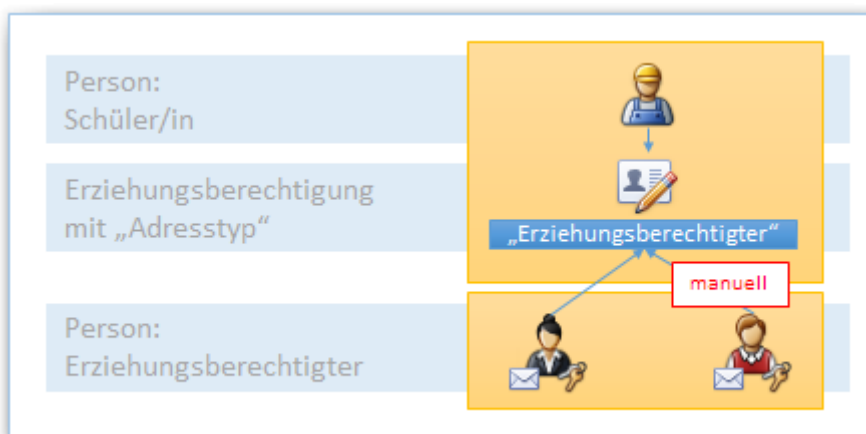 Person:
Schüler/in
Erziehungsberechtigung
mit „Adresstyp“
„Erziehungsberechtigter“
manuell
Person:
Erziehungsberechtigter